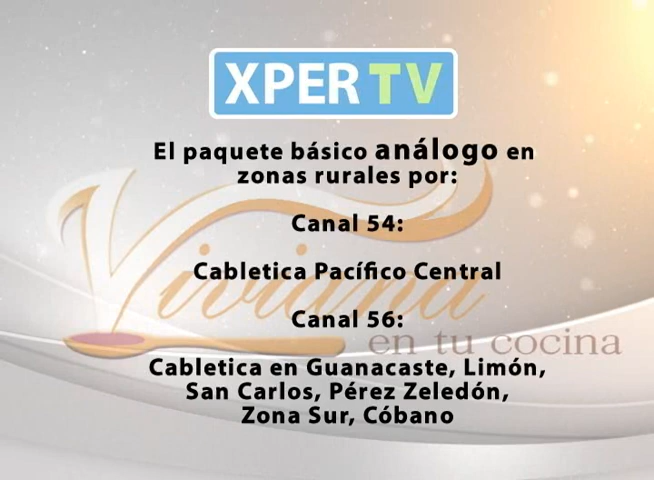 XPER TV
El paquete básico análogo en
zonas rurales por:
Canal 54:
Cabletica Pacífico Central
Viviana
Canal 56:
en tu cocina
Cabletica en Guanacaste, Limón,
San Carlos, Pérez Zeledón,
Zona Sur, Cóbano